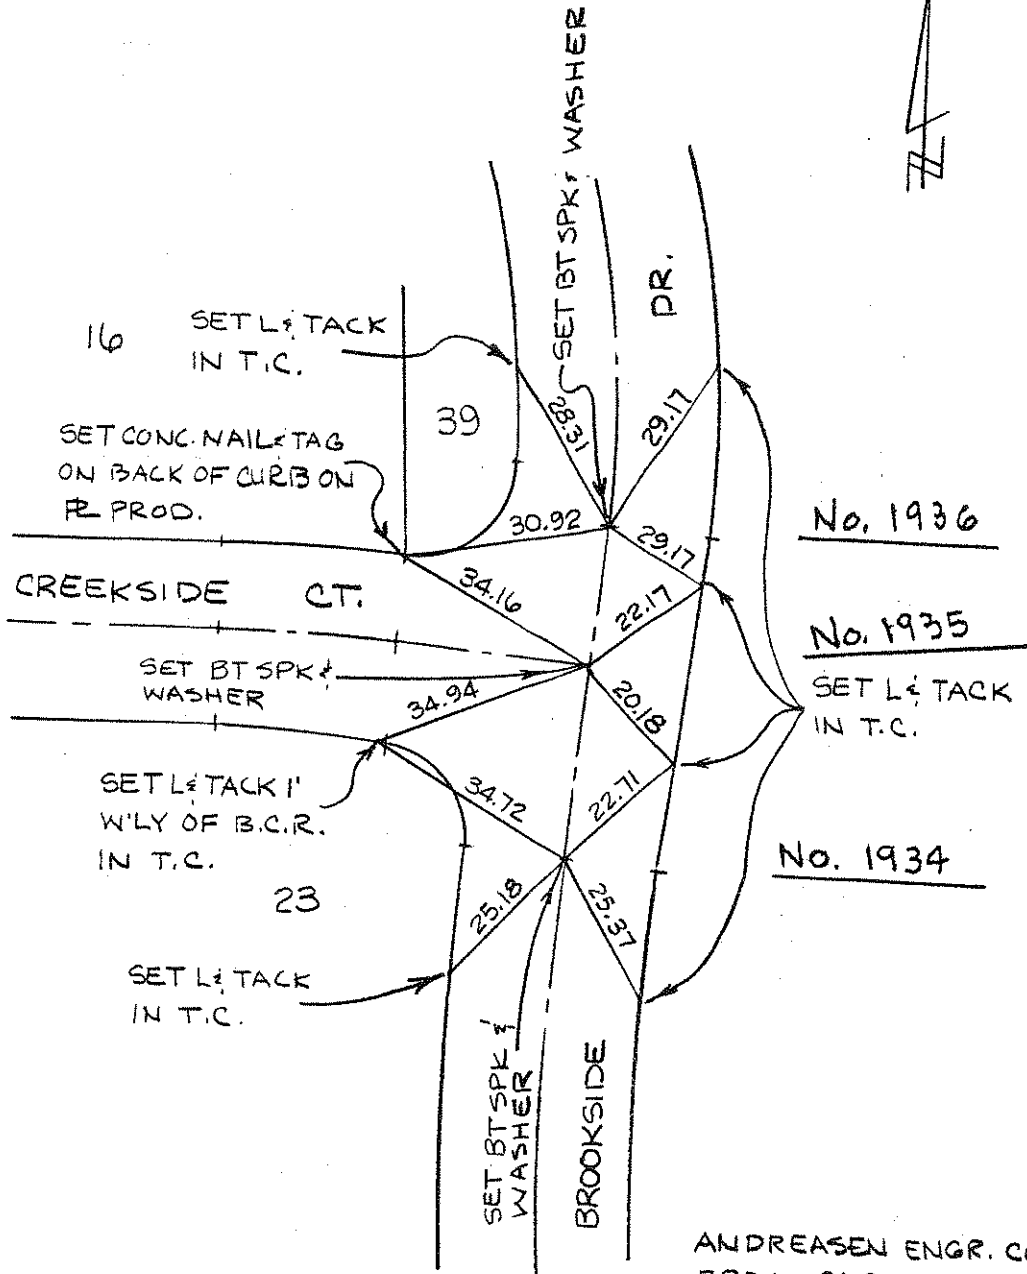 SET BT SPK & WASHER
DR.
16
SET L & TACK
IN T.C.
39
28.31
29.17
SET CONC. NAIL & TAG
ON BACK OF CURB ON
PL PROD.
30.92
29.17
No. 1936
CREEKSIDE CT.
34.16
22.17
No. 1935
SET BT SPK &
WASHER
SET L & TACK
IN T.C.
34.94
20.18
SET L & TACK 1'
W'LY OF B.C.R.
IN T.C.
34.72
22.71
No. 1934
23
25.18
25.37
SET L & TACK
IN T.C.
SET BT SPK &
WASHER
BROOKSIDE
ANDREASEN ENGR.